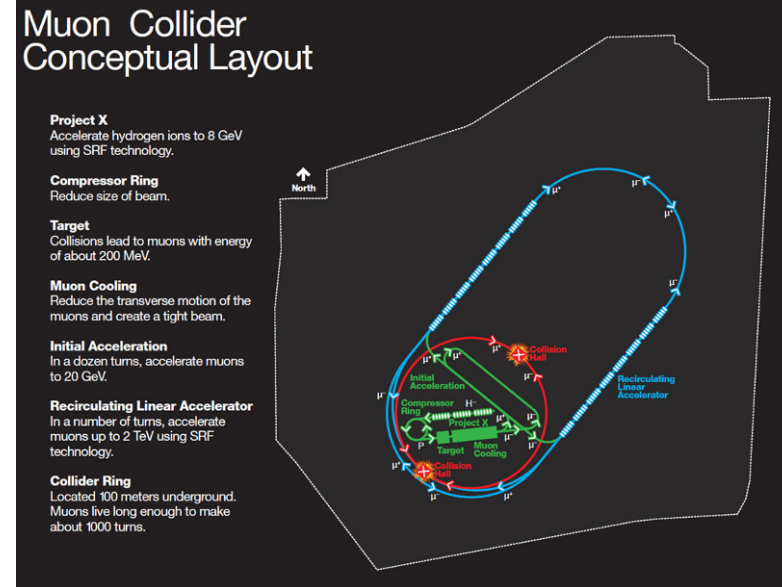 Muon Collider
Conceptual Layout
Project X
Accelerate hydrogen ions to 8 GeV
using SRF technology.
Compressor Ring
Reduce size of beam.
Target
Collisions lead to muons with energy
of about 200 MeV.
Muon Cooling
Reduce the transverse motion of the
muons and create a tight beam.
Initial Acceleration
In a dozen turns, accelerate muons
to 20 GeV.
Recirculating Linear Accelerator
In a number of turns, accelerate
muons up to 2 TeV using SRF
technology.
Collider Ring
Located 100 meters underground.
Muons live long enough to make
about 1000 turns.
North
μ⁺
μ⁻
μ⁺
μ⁻
μ⁺
μ⁺
Collision
Hall
μ⁻
Initial
Acceleration
μ⁻
Recirculating
Linear
Accelerator
Compressor
Ring
H⁻
Project X
μ⁺
μ⁻
μ⁻
μ⁻
P
Target
Muon
Cooling
μ⁺
Collision
Hall
μ⁻
μ⁺